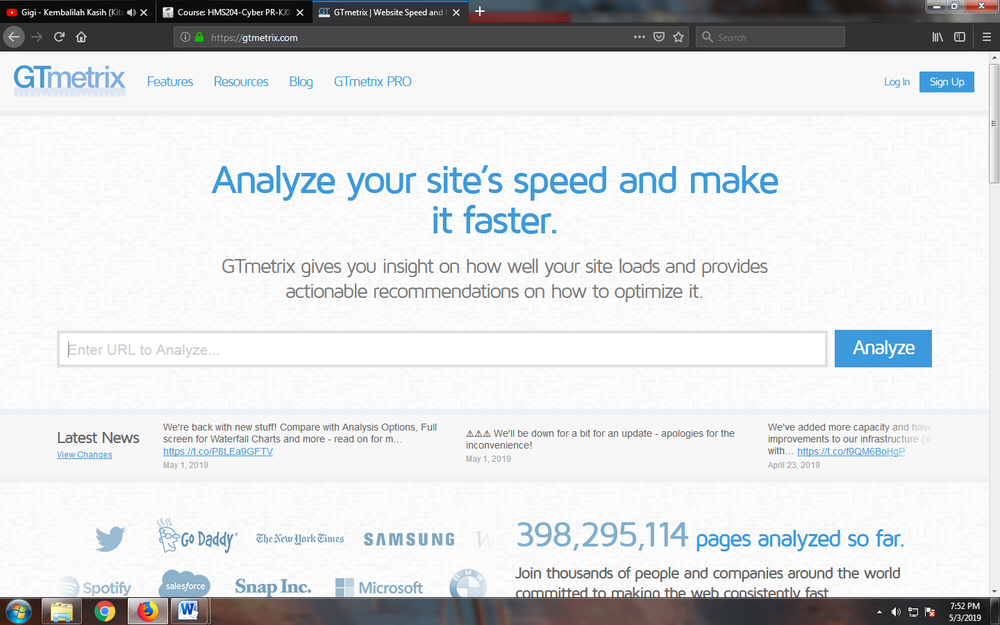 Gigi - Kembalilah Kasih (Kita
Course: HMS204-Cyber PR-KJ01
GTmetrix | Website Speed and P
https://gtmetrix.com
Search
GTmetrix
Features
Resources
Blog
GTmetrix PRO
Log In
Sign Up
Analyze your site's speed and make
it faster.
GTmetrix gives you insight on how well your site loads and provides
actionable recommendations on how to optimize it.
Enter URL to Analyze...
Analyze
Latest News
View Changes
We're back with new stuff! Compare with Analysis Options, Full
screen for Waterfall Charts and more - read on for m...
https://t.co/P8LEa9GFTV
May 1, 2019
⚠⚠⚠ We'll be down for a bit for an update - apologies for the
inconvenience!
May 1, 2019
We've added more capacity and have
improvements to our infrastructure (w
with... https://t.co/f9QM6BoHgP
April 23, 2019
Go Daddy
The New York Times
SAMSUNG
W
Spotify
salesforce
Snap Inc.
Microsoft
BMW
398,295,114 pages analyzed so far.
Join thousands of people and companies around the world
committed to making the web consistently fast
7:52 PM
5/3/2019